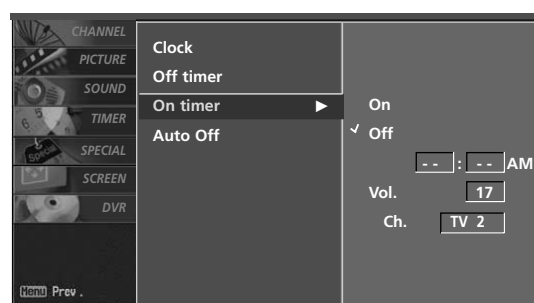 CHANNEL
PICTURE
SOUND
TIMER
SPECIAL
SCREEN
DVR
Menu Prev.
Clock
Off timer
On timer ►
Auto Off
On
✓ Off
- - : - - AM
Vol. 17
Ch. TV 2